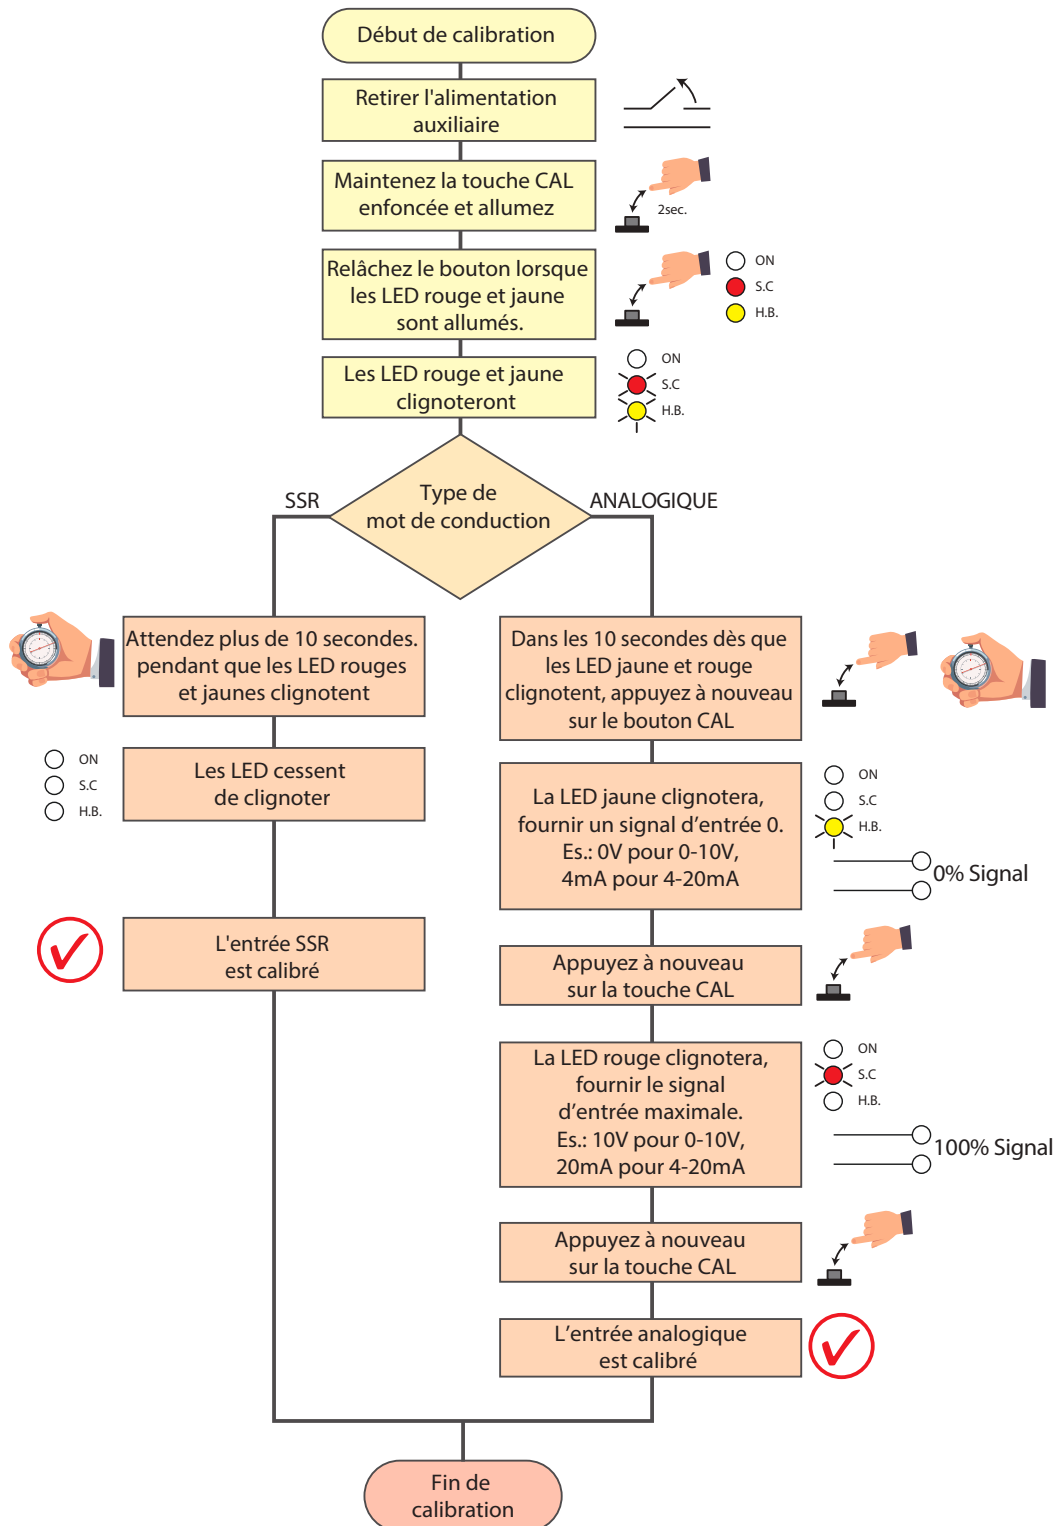 Début de calibration
Retirer l'alimentation
auxiliaire
Maintenez la touche CAL
enfoncée et allumez
2sec.
Relâchez le bouton lorsque
les LED rouge et jaune
sont allumés.
ON
S.C
H.B.
Les LED rouge et jaune
clignoteront
ON
S.C
H.B.
Type de
mot de conduction
SSR
ANALOGIQUE
Attendez plus de 10 secondes.
pendant que les LED rouges
et jaunes clignotent
ON
S.C
H.B.
Les LED cessent
de clignoter
L'entrée SSR
est calibré
Dans les 10 secondes dès que
les LED jaune et rouge
clignotent, appuyez à nouveau
sur le bouton CAL
La LED jaune clignotera,
fournir un signal d’entrée 0.
Es.: 0V pour 0-10V,
4mA pour 4-20mA
ON
S.C
H.B.
0% Signal
Appuyez à nouveau
sur la touche CAL
La LED rouge clignotera,
fournir le signal
d’entrée maximale.
Es.: 10V pour 0-10V,
20mA pour 4-20mA
ON
S.C
H.B.
100% Signal
Appuyez à nouveau
sur la touche CAL
L’entrée analogique
est calibré
Fin de
calibration